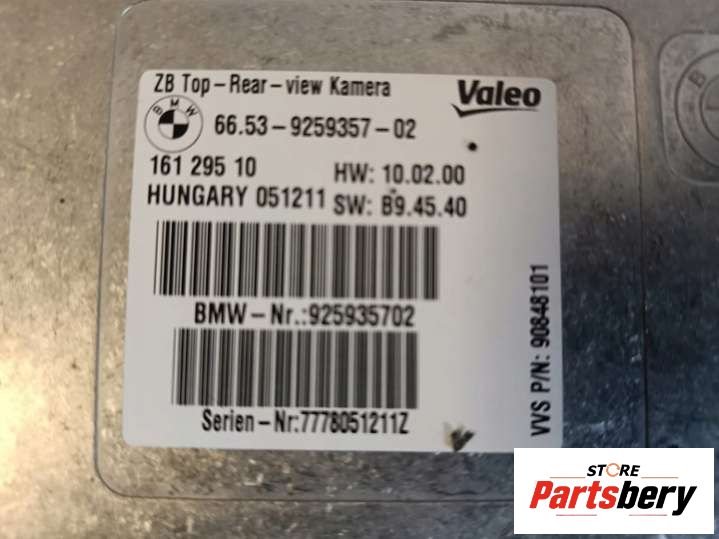 ZB Top-Rear-view Kamera
Valeo
BMW
66.53-9259357-02
161 295 10
HW: 10.02.00
HUNGARY 051211
SW: B9.45.40
BMW-Nr.:925935702
Serien-Nr:7778051211Z
VVS P/N: 90848101
STORE
Partsbery